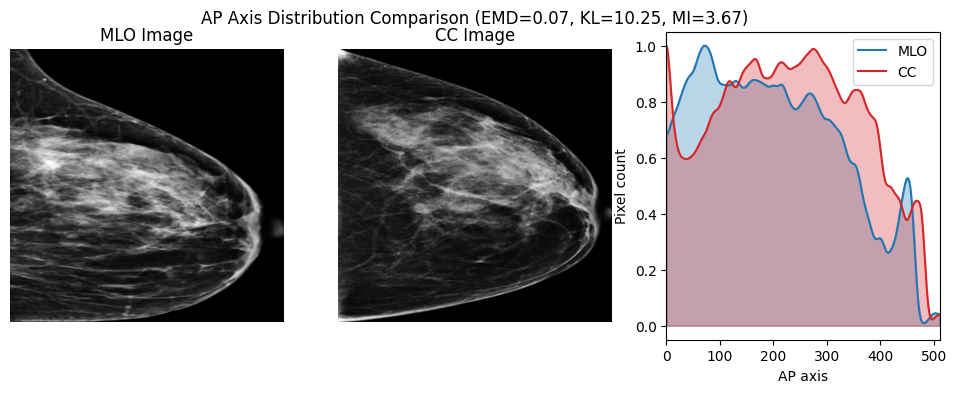 AP Axis Distribution Comparison (EMD=0.07, KL=10.25, MI=3.67)
MLO Image
CC Image
MLO
CC
Pixel count
1.0
0.8
0.6
0.4
0.2
0.0
0 100 200 300 400 500
AP axis